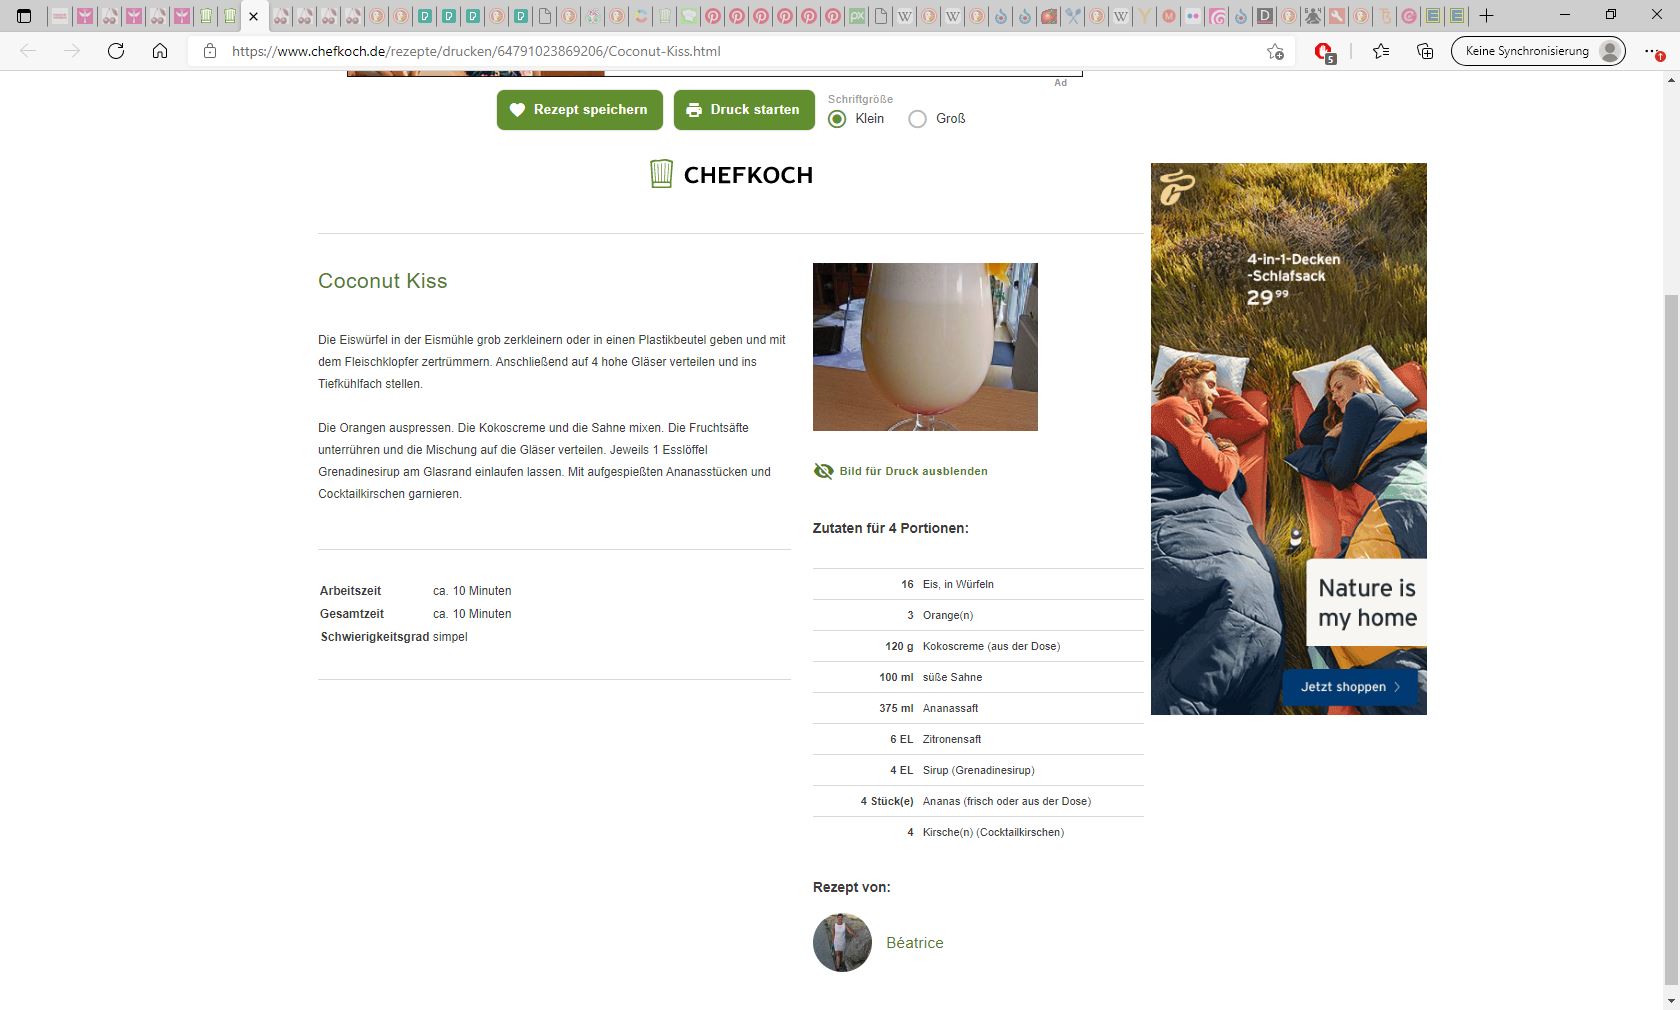 https://www.chefkoch.de/rezepte/drucken/64791023869206/Coconut-Kiss.html
5
Keine Synchronisierung
Ad
Rezept speichern
Druck starten
Schriftgröße
Klein
Groß
CHEFKOCH
Coconut Kiss
Die Eiswürfel in der Eismühle grob zerkleinern oder in einen Plastikbeutel geben und mit
dem Fleischklopfer zertrümmern. Anschließend auf 4 hohe Gläser verteilen und ins
Tiefkühlfach stellen.
Die Orangen auspressen. Die Kokoscreme und die Sahne mixen. Die Fruchtsäfte
unterrühren und die Mischung auf die Gläser verteilen. Jeweils 1 Esslöffel
Grenadinesirup am Glasrand einlaufen lassen. Mit aufgespießten Ananasstücken und
Cocktailkirschen garnieren.
Arbeitszeit ca. 10 Minuten
Gesamtzeit ca. 10 Minuten
Schwierigkeitsgrad simpel
Bild für Druck ausblenden
Zutaten für 4 Portionen:
16 Eis, in Würfeln
3 Orange(n)
120 g Kokoscreme (aus der Dose)
100 ml süße Sahne
375 ml Ananassaft
6 EL Zitronensaft
4 EL Sirup (Grenadinesirup)
4 Stück(e) Ananas (frisch oder aus der Dose)
4 Kirsche(n) (Cocktailkirschen)
Rezept von:
Béatrice
4-in-1-Decken
-Schlafsack
29 99
Nature is
my home
Jetzt shoppen